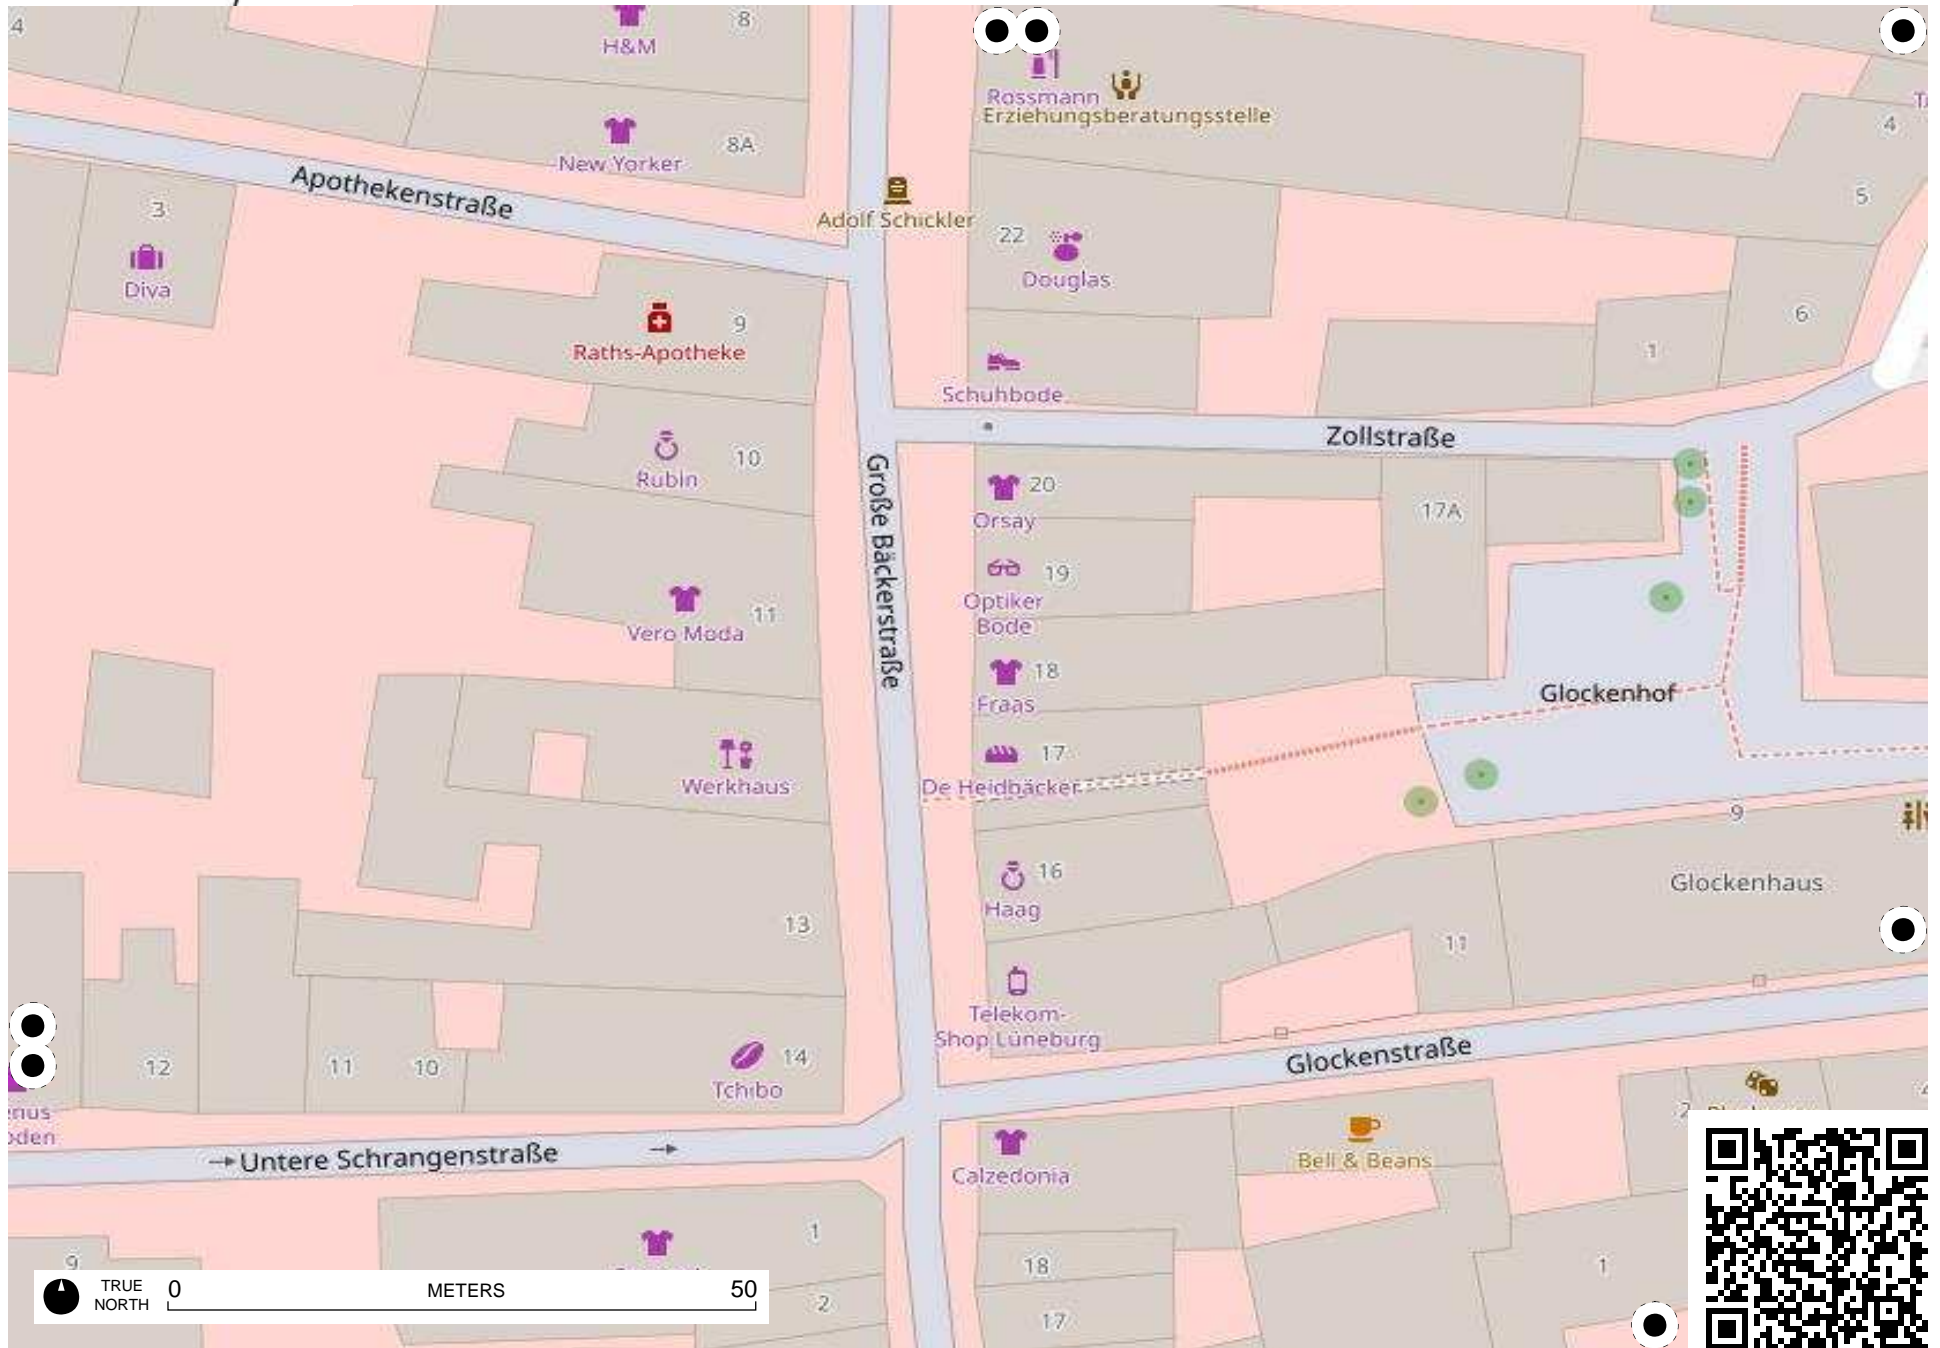 4
H&M
8
Rossmann
Erziehungsberatungsstelle
4
New Yorker
8A
Apothekenstraße
3
Adolf Schickler
5
22
Diva
Douglas
9
6
Raths-Apotheke
1
Schuhbode
Zollstraße
Rubin
10
20
Orsay
17A
Große Bäckerstraße
19
Optiker
Bode
Vero Moda
11
18
Fraas
Glockenhof
17
Werkhaus
De Heidbäcker
9
16
Glockenhaus
Haag
13
11
Telekom-
Shop Lüneburg
12
11
10
14
Tchibo
Glockenstraße
2
Untere Schrangenstraße
Bell & Beans
Calzedonia
1
9
18
1
TRUE
NORTH
0
METERS
50
2
17